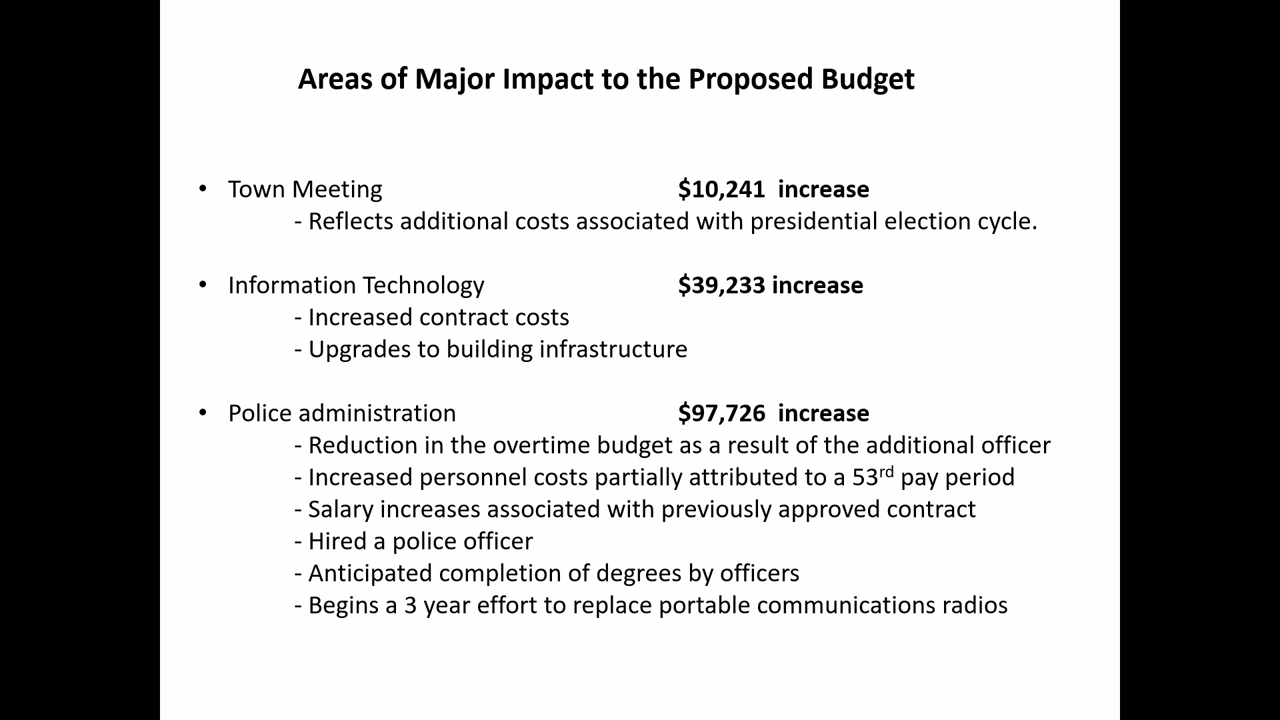 Areas of Major Impact to the Proposed Budget
• Town Meeting $10,241 increase
- Reflects additional costs associated with presidential election cycle.
• Information Technology $39,233 increase
- Increased contract costs
- Upgrades to building infrastructure
• Police administration $97,726 increase
- Reduction in the overtime budget as a result of the additional officer
- Increased personnel costs partially attributed to a 53rd pay period
- Salary increases associated with previously approved contract
- Hired a police officer
- Anticipated completion of degrees by officers
- Begins a 3 year effort to replace portable communications radios